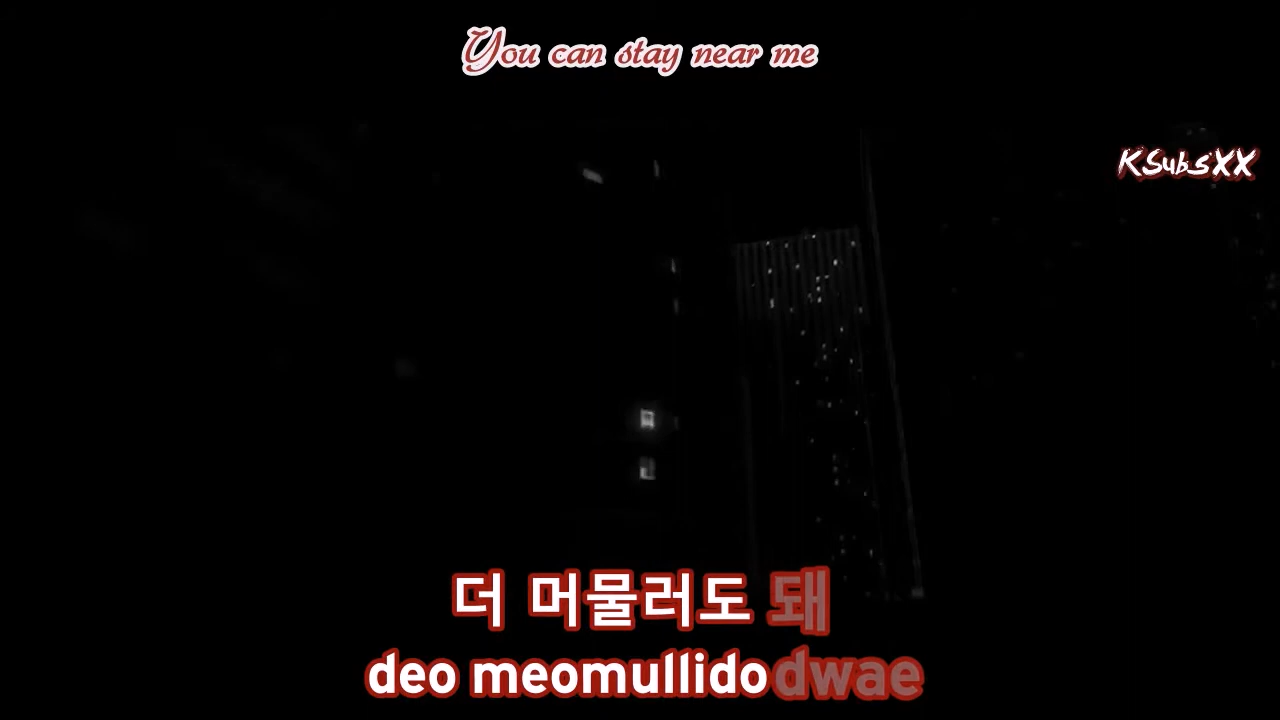 You can stay near me
KSubsXX
더 머물러도 돼
deo meomullido dwae